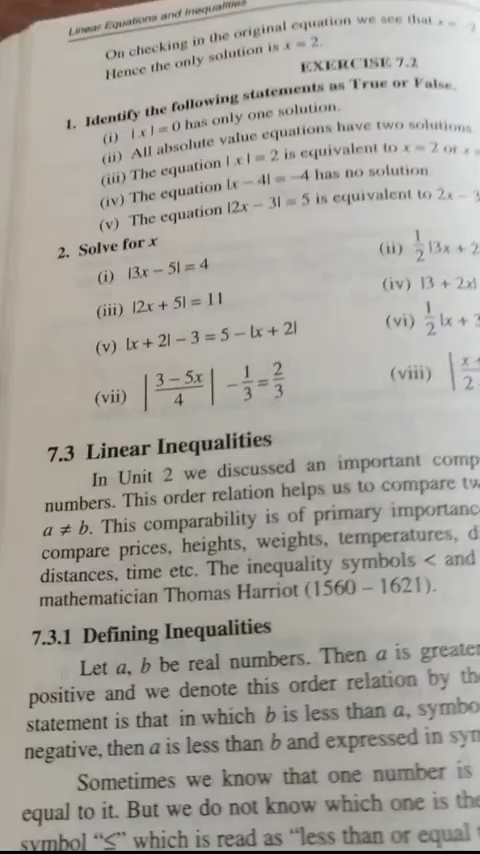 Linear Equations and Inequalities
On checking in the original equation we see that x = –
Hence the only solution is x = 2.
EXERCISE 7.2
1. Identify the following statements as True or False.
(i) |x| = 0 has only one solution.
(ii) All absolute value equations have two solutions
(iii) The equation |x| = 2 is equivalent to x = 2 or x
(iv) The equation |x – 4| = –4 has no solution
(v) The equation |2x – 3| = 5 is equivalent to 2x – 3
2. Solve for x
(i) |3x – 5| = 4 (ii) 1/2 |3x + 2
(iii) |2x + 5| = 11 (iv) |3 + 2x|
(v) |x + 2| – 3 = 5 – |x + 2| (vi) 1/2 |x + 3
(vii) |(3 – 5x)/4| – 1/3 = 2/3 (viii) |x +/2
7.3 Linear Inequalities
In Unit 2 we discussed an important comp
numbers. This order relation helps us to compare tw
a ≠ b. This comparability is of primary importanc
compare prices, heights, weights, temperatures, d
distances, time etc. The inequality symbols < and
mathematician Thomas Harriot (1560 – 1621).
7.3.1 Defining Inequalities
Let a, b be real numbers. Then a is greater
positive and we denote this order relation by the
statement is that in which b is less than a, symbo
negative, then a is less than b and expressed in sym
Sometimes we know that one number is
equal to it. But we do not know which one is the
symbol "≤" which is read as "less than or equal